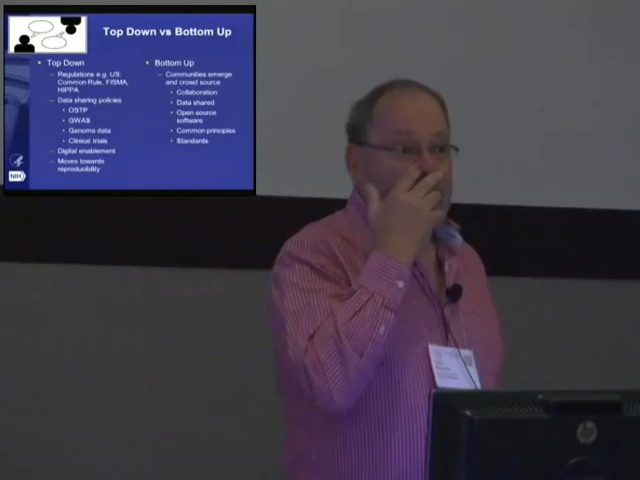 Top Down vs Bottom Up
Top Down
– Regulations e.g. US:
Common Rule, FISMA,
HIPPA
– Data sharing policies
• OSTP
• GWAS
• Genome data
• Clinical trials
– Digital enablement
– Moves towards
reproducibility
Bottom Up
– Communities emerge
and crowd source
• Collaboration
• Data shared
• Open source
software
• Common principles
• Standards
NIH
hp